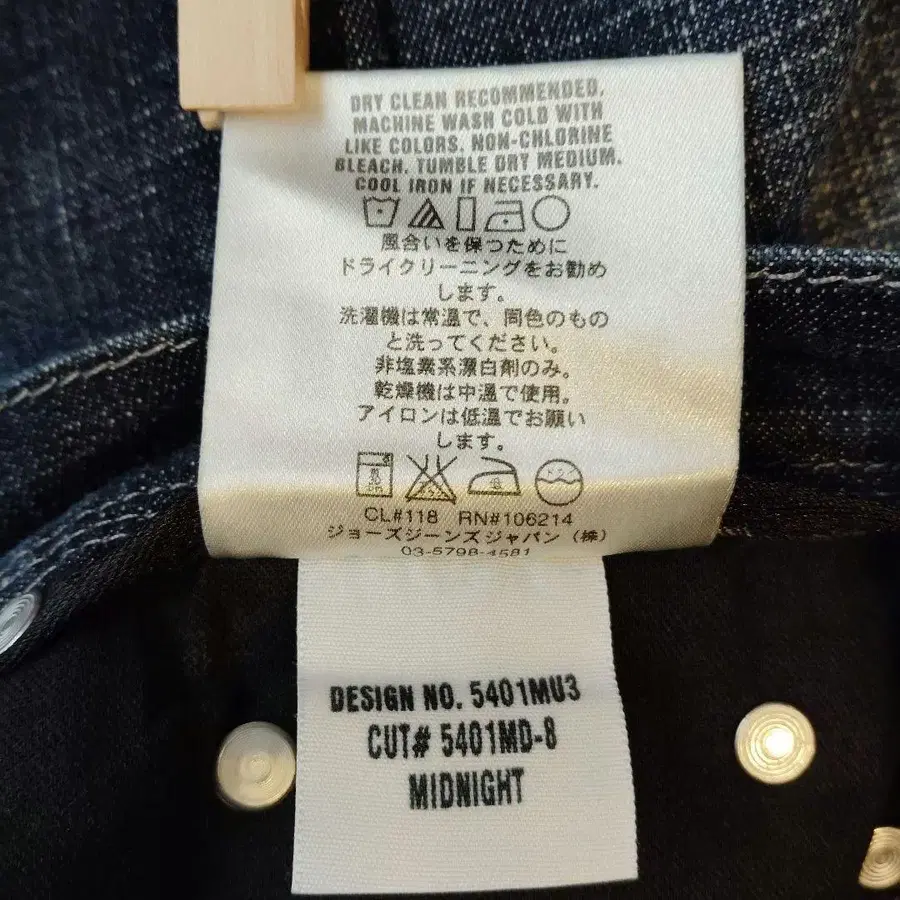 DRY CLEAN RECOMMENDED.
MACHINE WASH COLD WITH
LIKE COLORS. NON-CHLORINE
BLEACH. TUMBLE DRY MEDIUM.
COOL IRON IF NECESSARY.
風合いを保つために
ドライクリーニングをお勧め
します。
洗濯機は常温で、同色のもの
と洗ってください。
非塩素系漂白剤のみ。
乾燥機は中温で使用。
アイロンは低温でお願い
します。
低 ドライ
CL#118 RN#106214
ジョーズジーンズジャパン (株)
03-5798-4581
DESIGN NO. 5401MU3
CUT# 5401MD-8
MIDNIGHT